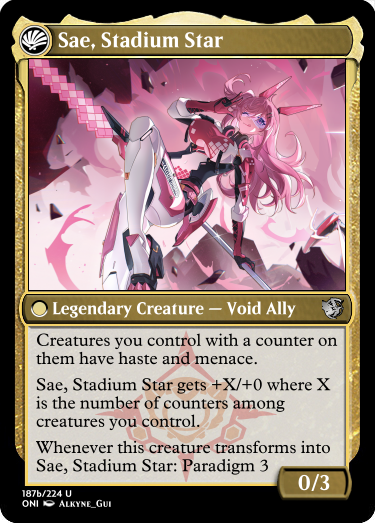 Sae, Stadium Star
Legendary Creature — Void Ally
Creatures you control with a counter on
them have haste and menace.
Sae, Stadium Star gets +X/+0 where X
is the number of counters among
creatures you control.
Whenever this creature transforms into
Sae, Stadium Star: Paradigm 3
0/3
187b/224 U
ONI Alkyne_Gui